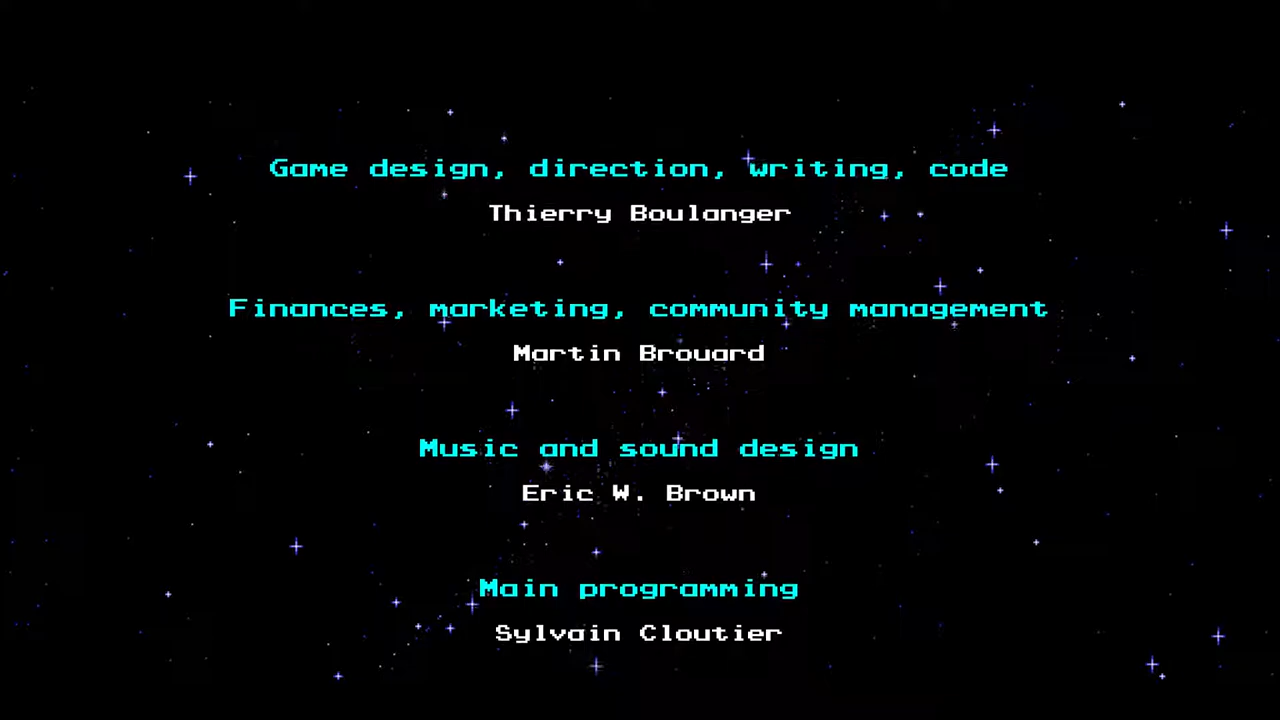 Game design, direction, writing, code
Thierry Boulanger
Finances, marketing, community management
Martin Brouard
Music and sound design
Eric W. Brown
Main programming
Sylvain Cloutier